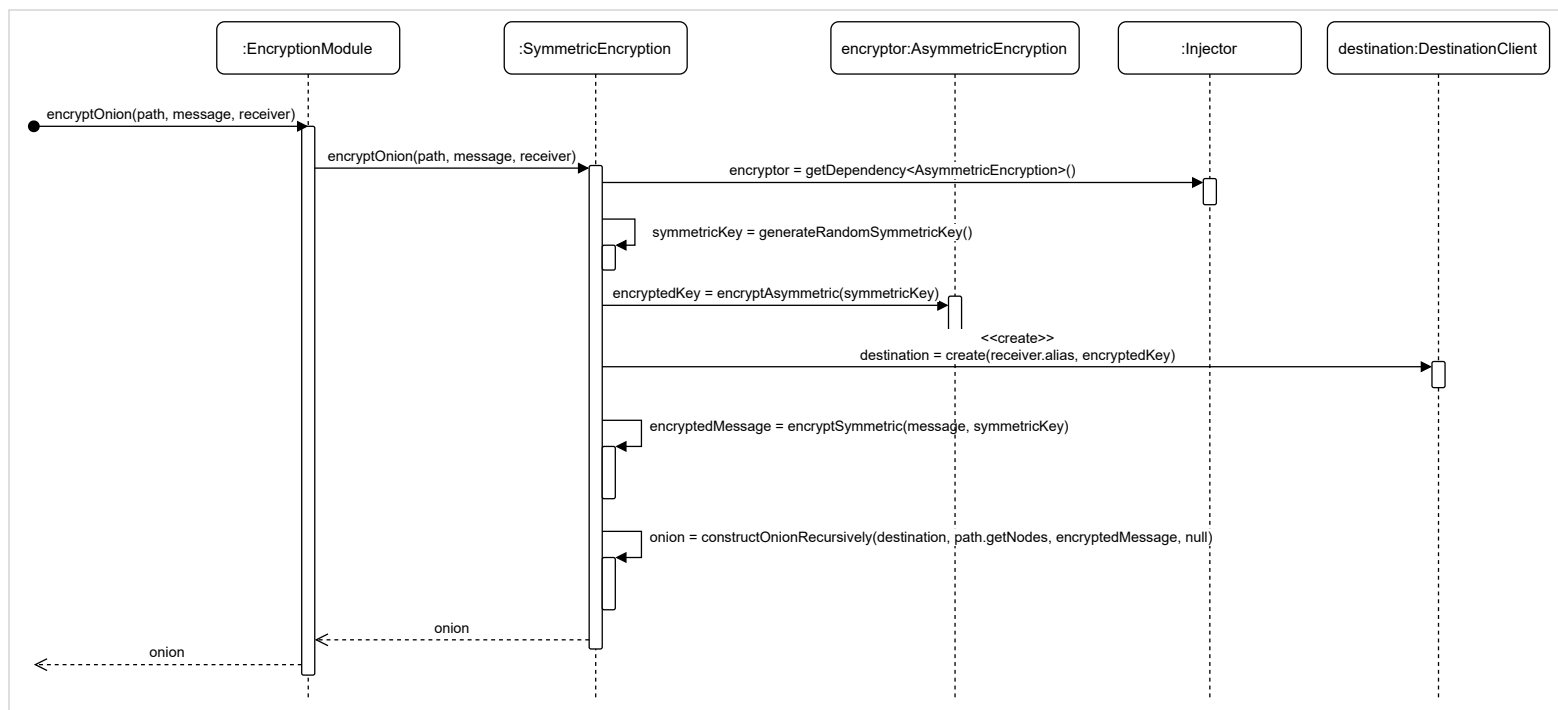 :EncryptionModule
:SymmetricEncryption
encryptor:AsymmetricEncryption
:Injector
destination:DestinationClient
encryptOnion(path, message, receiver)
encryptOnion(path, message, receiver)
encryptor = getDependency<AsymmetricEncryption>()
symmetricKey = generateRandomSymmetricKey()
encryptedKey = encryptAsymmetric(symmetricKey)
<<create>>
destination = create(receiver.alias, encryptedKey)
encryptedMessage = encryptSymmetric(message, symmetricKey)
onion = constructOnionRecursively(destination, path.getNodes, encryptedMessage, null)
onion
onion